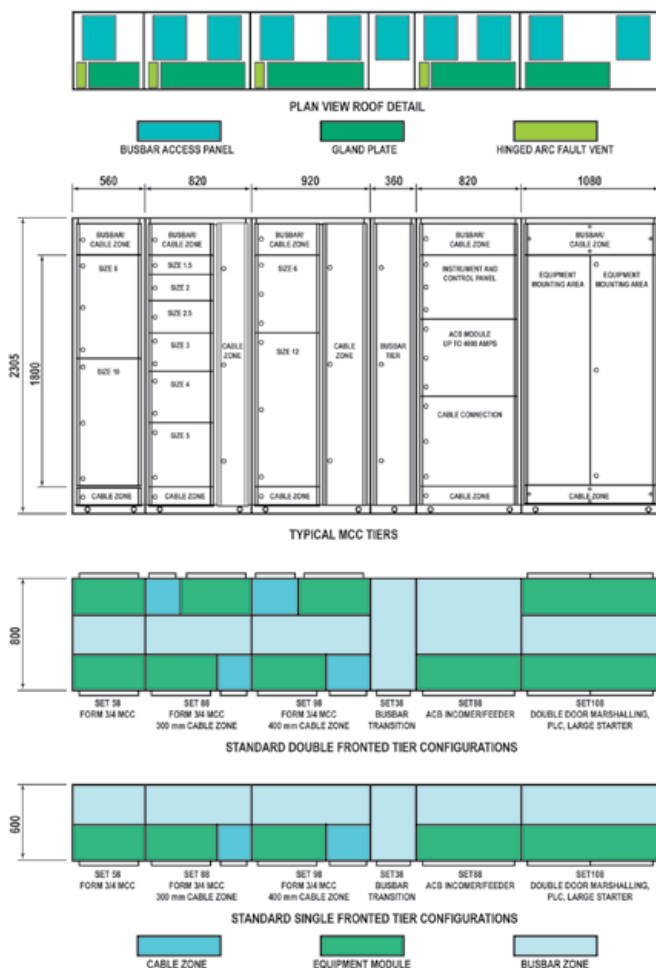 PLAN VIEW ROOF DETAIL
BUSBAR ACCESS PANEL
GLAND PLATE
HINGED ARC FAULT VENT
560
820
920
360
820
1080
2305
1800
BUSBAR/
CABLE ZONE
SIZE 8
SIZE 10
CABLE ZONE
BUSBAR/
CABLE ZONE
SIZE 1.5
SIZE 2
SIZE 2.5
SIZE 3
SIZE 4
SIZE 5
CABLE
ZONE
BUSBAR/
CABLE ZONE
SIZE 6
SIZE 12
CABLE
ZONE
BUSBAR
TIER
BUSBAR/
CABLE ZONE
INSTRUMENT AND
CONTROL PANEL
ACB MODULE
UP TO 4000 AMPS
CABLE CONNECTION
CABLE ZONE
BUSBAR/
CABLE ZONE
EQUIPMENT
MOUNTING AREA
EQUIPMENT
MOUNTING AREA
CABLE ZONE
TYPICAL MCC TIERS
800
SET 58
FORM 3/4 MCC
SET 88
FORM 3/4 MCC
300 mm CABLE ZONE
SET 98
FORM 3/4 MCC
400 mm CABLE ZONE
SET38
BUSBAR
TRANSITION
SET88
ACB INCOMER/FEEDER
SET108
DOUBLE DOOR MARSHALLING,
PLC, LARGE STARTER
STANDARD DOUBLE FRONTED TIER CONFIGURATIONS
600
SET 58
FORM 3/4 MCC
SET 88
FORM 3/4 MCC
300 mm CABLE ZONE
SET 98
FORM 3/4 MCC
400 mm CABLE ZONE
SET38
BUSBAR
TRANSITION
SET88
ACB INCOMER/FEEDER
SET108
DOUBLE DOOR MARSHALLING,
PLC, LARGE STARTER
STANDARD SINGLE FRONTED TIER CONFIGURATIONS
CABLE ZONE
EQUIPMENT MODULE
BUSBAR ZONE